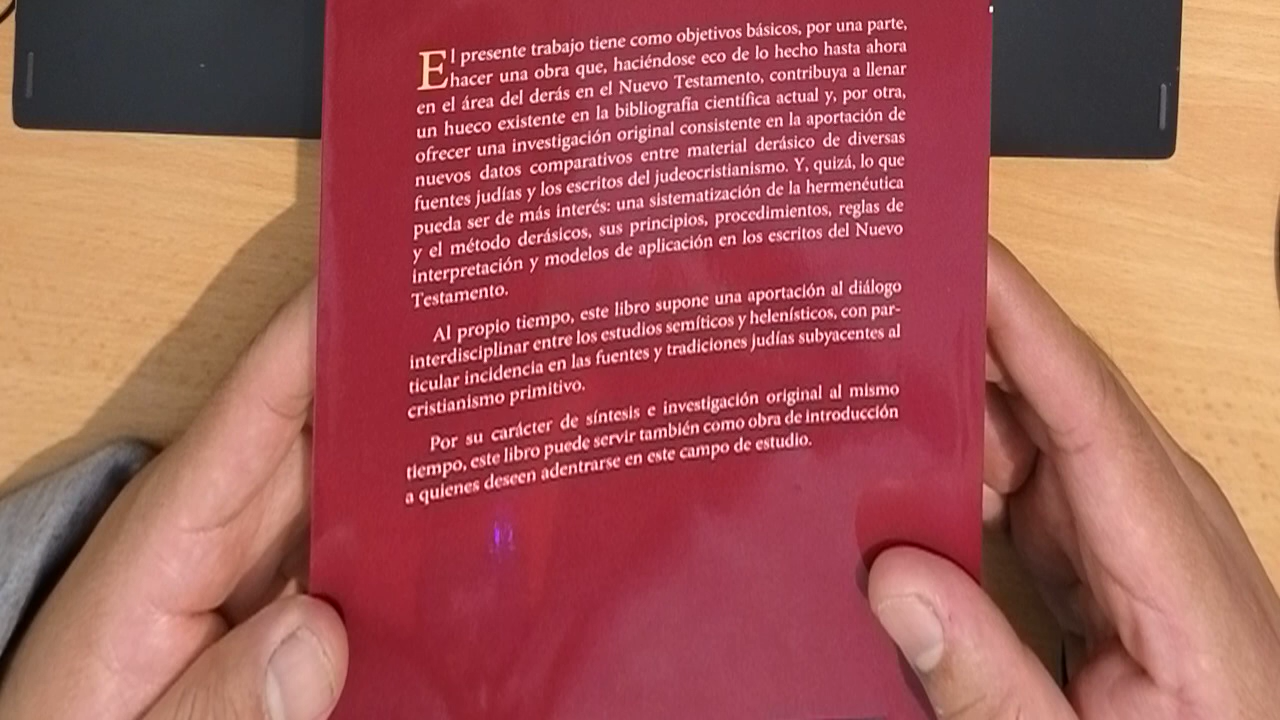 El presente trabajo tiene como objetivos básicos, por una parte,
hacer una obra que, haciéndose eco de lo hecho hasta ahora
en el área del derás en el Nuevo Testamento, contribuya a llenar
un hueco existente en la bibliografía científica actual y, por otra,
ofrecer una investigación original consistente en la aportación de
nuevos datos comparativos entre material derásico de diversas
fuentes judías y los escritos del judeocristianismo. Y, quizá, lo que
pueda ser de más interés: una sistematización de la hermenéutica
y el método derásicos, sus principios, procedimientos, reglas de
interpretación y modelos de aplicación en los escritos del Nuevo
Testamento.
Al propio tiempo, este libro supone una aportación al diálogo
interdisciplinar entre los estudios semíticos y helenísticos, con par-
ticular incidencia en las fuentes y tradiciones judías subyacentes al
cristianismo primitivo.
Por su carácter de síntesis e investigación original al mismo
tiempo, este libro puede servir también como obra de introducción
a quienes deseen adentrarse en este campo de estudio.